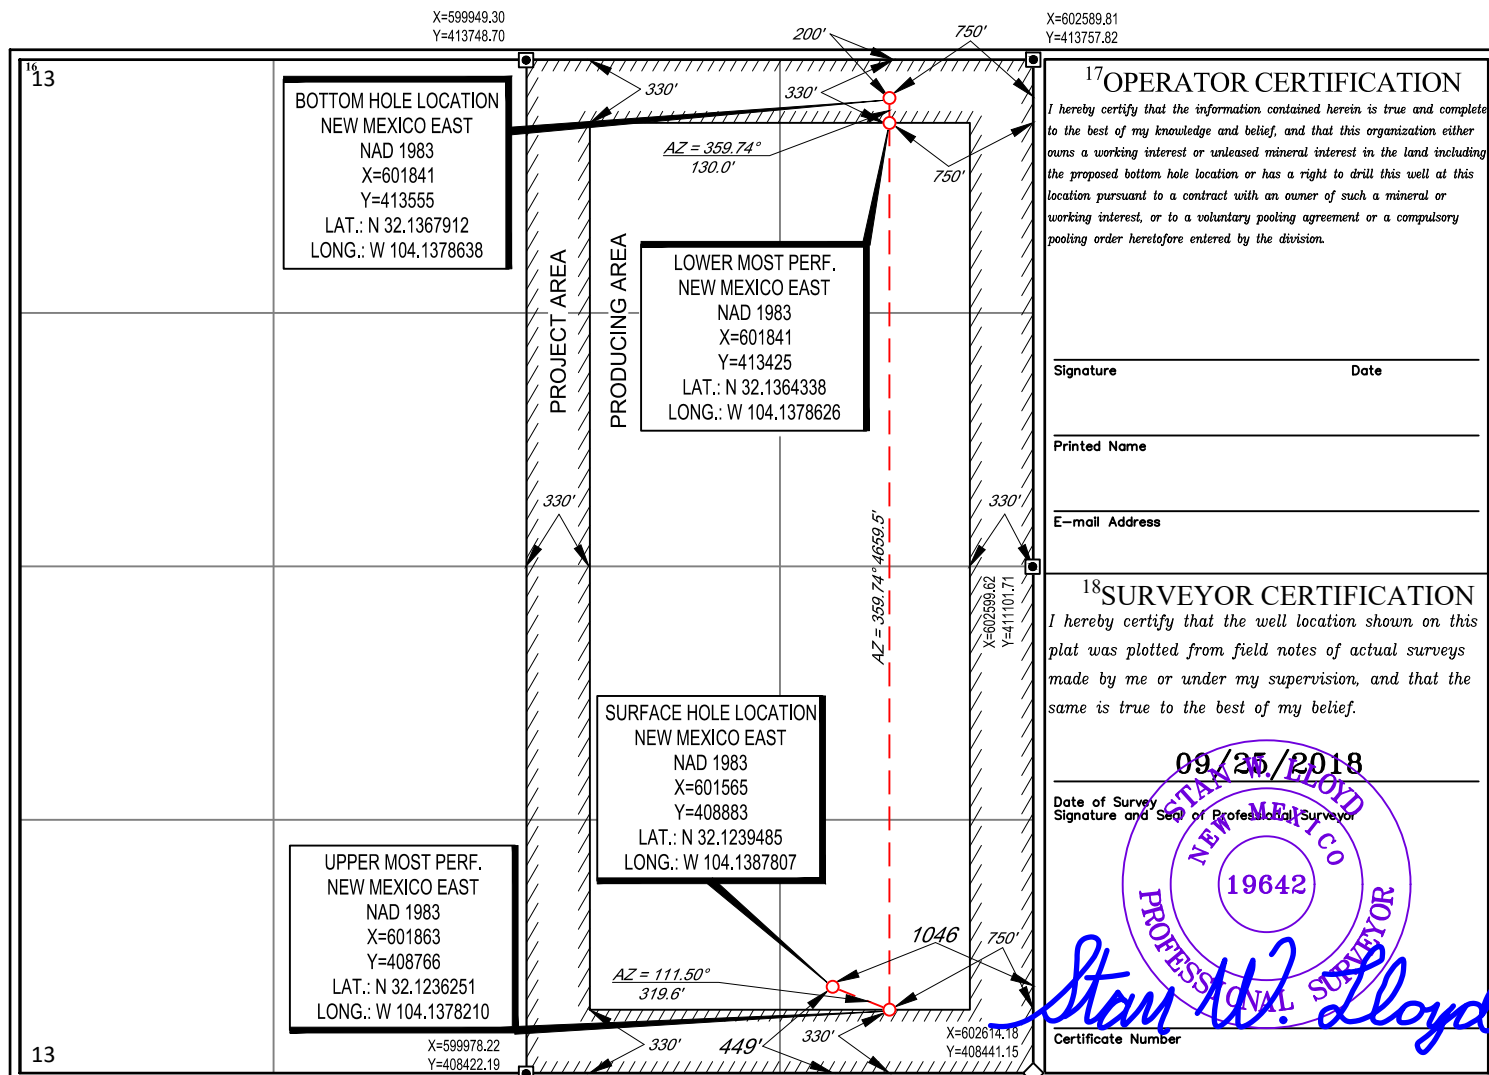 X=599949.30
Y=413748.70
X=602589.81
Y=413757.82
200'
750'
16
13
330'
330'
BOTTOM HOLE LOCATION
NEW MEXICO EAST
NAD 1983
X=601841
Y=413555
LAT.: N 32.1367912
LONG.: W 104.1378638
AZ = 359.74°
130.0'
750'
PROJECT AREA
PRODUCING AREA
LOWER MOST PERF.
NEW MEXICO EAST
NAD 1983
X=601841
Y=413425
LAT.: N 32.1364338
LONG.: W 104.1378626
330'
330'
AZ = 359.74° 4659.5'
X=602599.62
Y=411101.71
SURFACE HOLE LOCATION
NEW MEXICO EAST
NAD 1983
X=601565
Y=408883
LAT.: N 32.1239485
LONG.: W 104.1387807
UPPER MOST PERF.
NEW MEXICO EAST
NAD 1983
X=601863
Y=408766
LAT.: N 32.1236251
LONG.: W 104.1378210
1046
750'
AZ = 111.50°
319.6'
13
X=599978.22
Y=408422.19
330'
449'
330'
X=602614.18
Y=408441.15
17 OPERATOR CERTIFICATION
I hereby certify that the information contained herein is true and complete
to the best of my knowledge and belief, and that this organization either
owns a working interest or unleased mineral interest in the land including
the proposed bottom hole location or has a right to drill this well at this
location pursuant to a contract with an owner of such a mineral or
working interest, or to a voluntary pooling agreement or a compulsory
pooling order heretofore entered by the division.
Signature Date
Printed Name
E-mail Address
18 SURVEYOR CERTIFICATION
I hereby certify that the well location shown on this
plat was plotted from field notes of actual surveys
made by me or under my supervision, and that the
same is true to the best of my belief.
09/25/2018
Date of Survey
Signature and Seal of Professional Surveyor
STAN W. LLOYD
NEW MEXICO
19642
PROFESSIONAL SURVEYOR
Stan W. Lloyd
Certificate Number